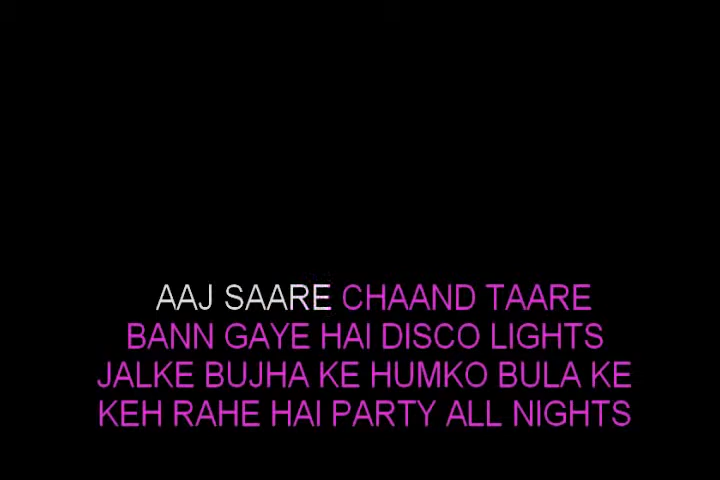 AAJ SAARE CHAAND TAARE
BANN GAYE HAI DISCO LIGHTS
JALKE BUJHA KE HUMKO BULA KE
KEH RAHE HAI PARTY ALL NIGHTS